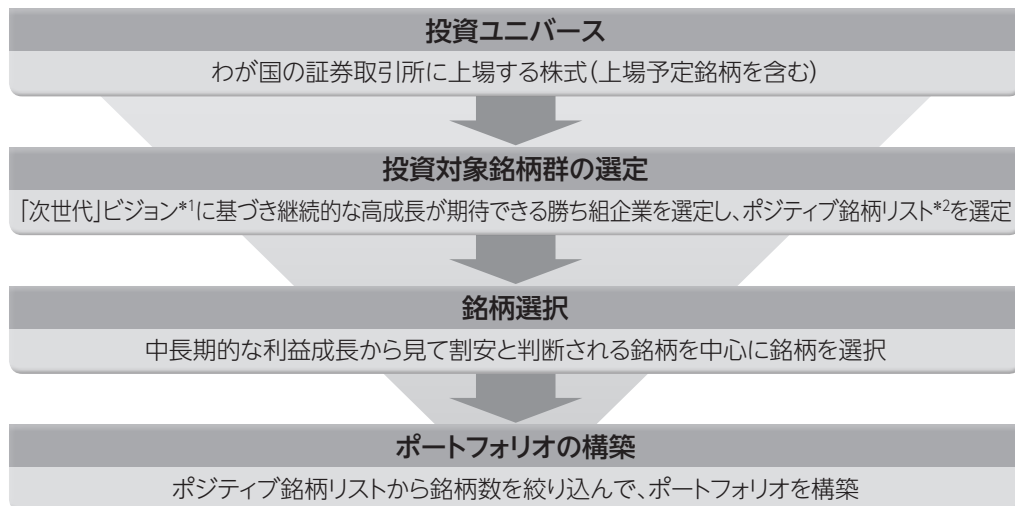 投資ユニバース
わが国の証券取引所に上場する株式(上場予定銘柄を含む)
投資対象銘柄群の選定
「次世代」ビジョン*1に基づき継続的な高成長が期待できる勝ち組企業を選定し、ポジティブ銘柄リスト*2を選定
銘柄選択
中長期的な利益成長から見て割安と判断される銘柄を中心に銘柄を選択
ポートフォリオの構築
ポジティブ銘柄リストから銘柄数を絞り込んで、ポートフォリオを構築